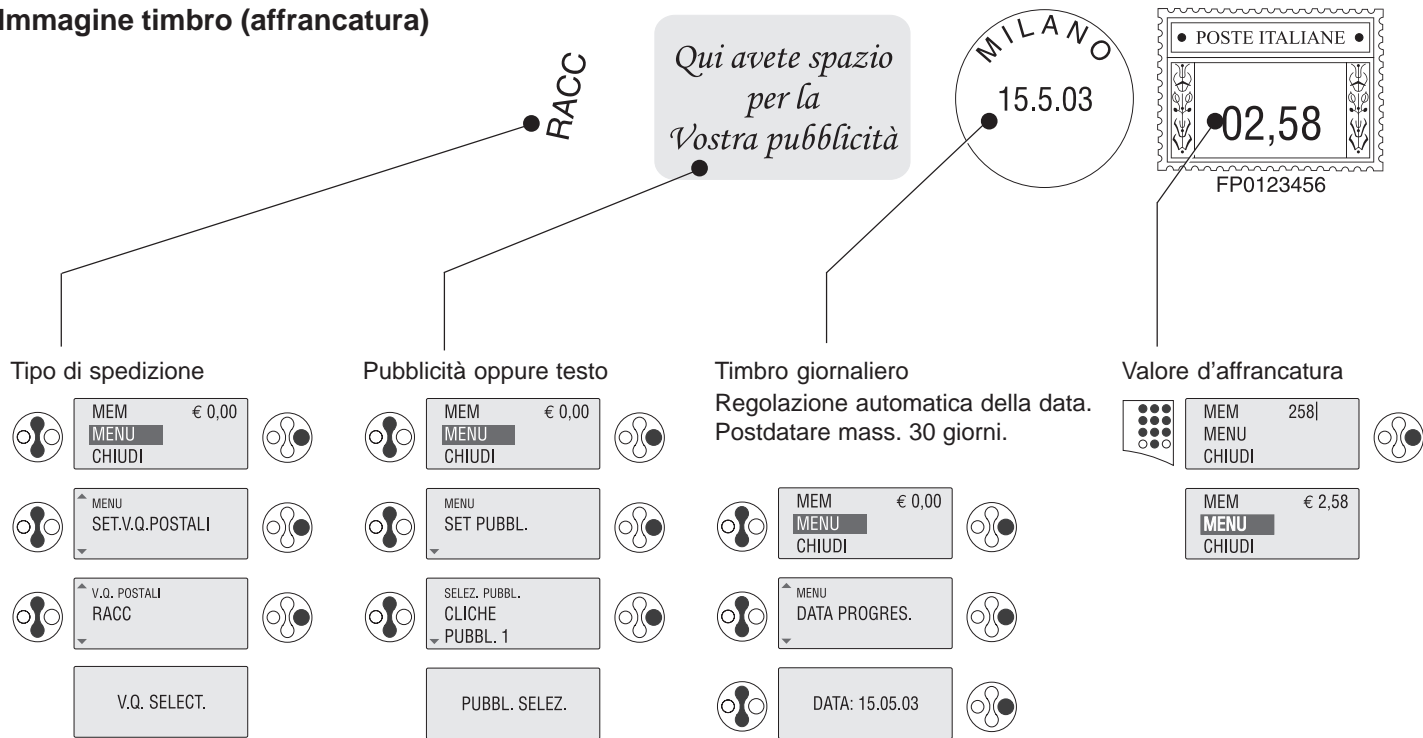 Immagine timbro (affrancatura)
RACC
Qui avete spazio
per la
Vostra pubblicità
MILANO
15.5.03
• POSTE ITALIANE •
02,58
FP0123456
Tipo di spedizione
MEM € 0,00
MENU
CHIUDI
MENU
SET.V.Q.POSTALI
V.Q. POSTALI
RACC
V.Q. SELECT.
Pubblicità oppure testo
MEM € 0,00
MENU
CHIUDI
MENU
SET PUBBL.
SELEZ. PUBBL.
CLICHE
PUBBL. 1
PUBBL. SELEZ.
Timbro giornaliero
Regolazione automatica della data.
Postdatare mass. 30 giorni.
MEM € 0,00
MENU
CHIUDI
MENU
DATA PROGRES.
DATA: 15.05.03
Valore d'affrancatura
MEM 258|
MENU
CHIUDI
MEM € 2,58
MENU
CHIUDI